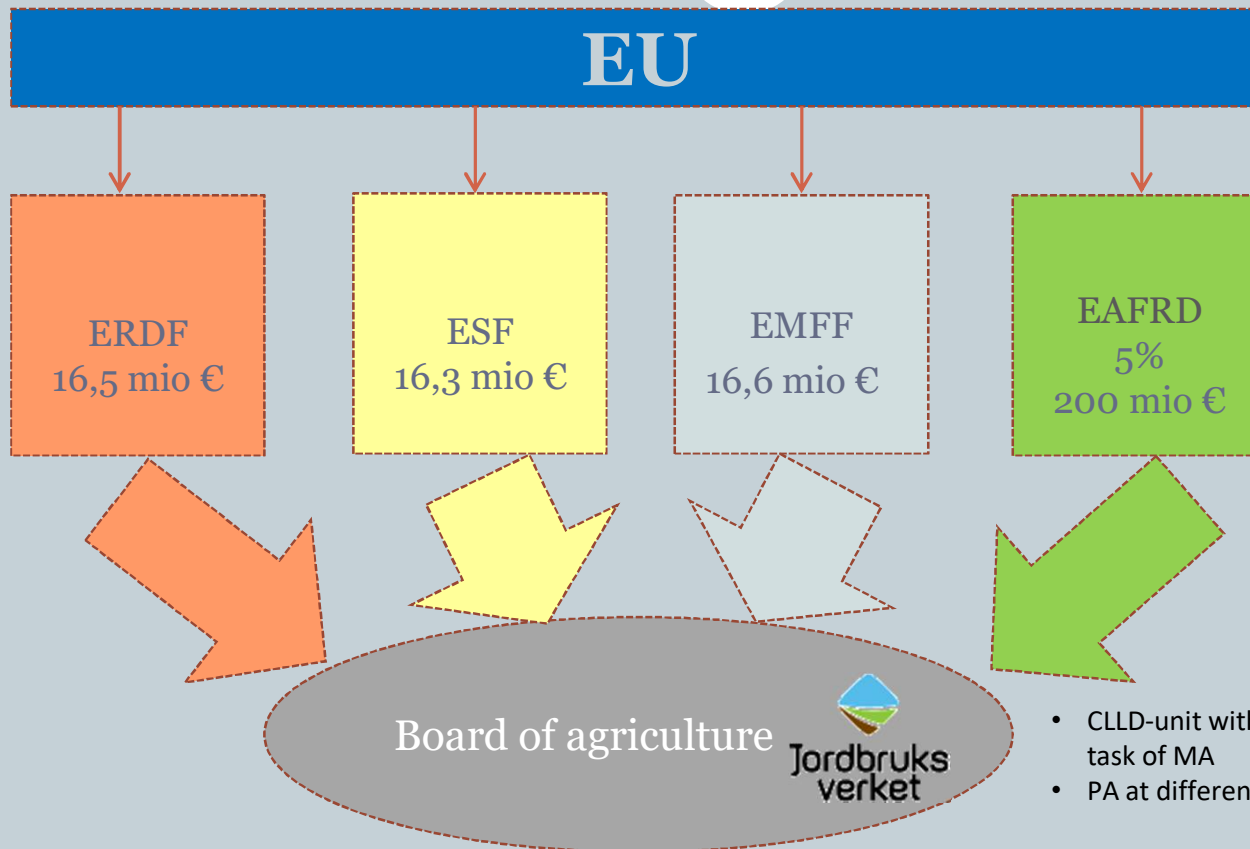 EU
ERDF
16,5 mio €
ESF
16,3 mio €
EMFF
16,6 mio €
EAFRD
5%
200 mio €
Board of agriculture
Jordbruks
verket
• CLLD-unit with
task of MA
• PA at differen